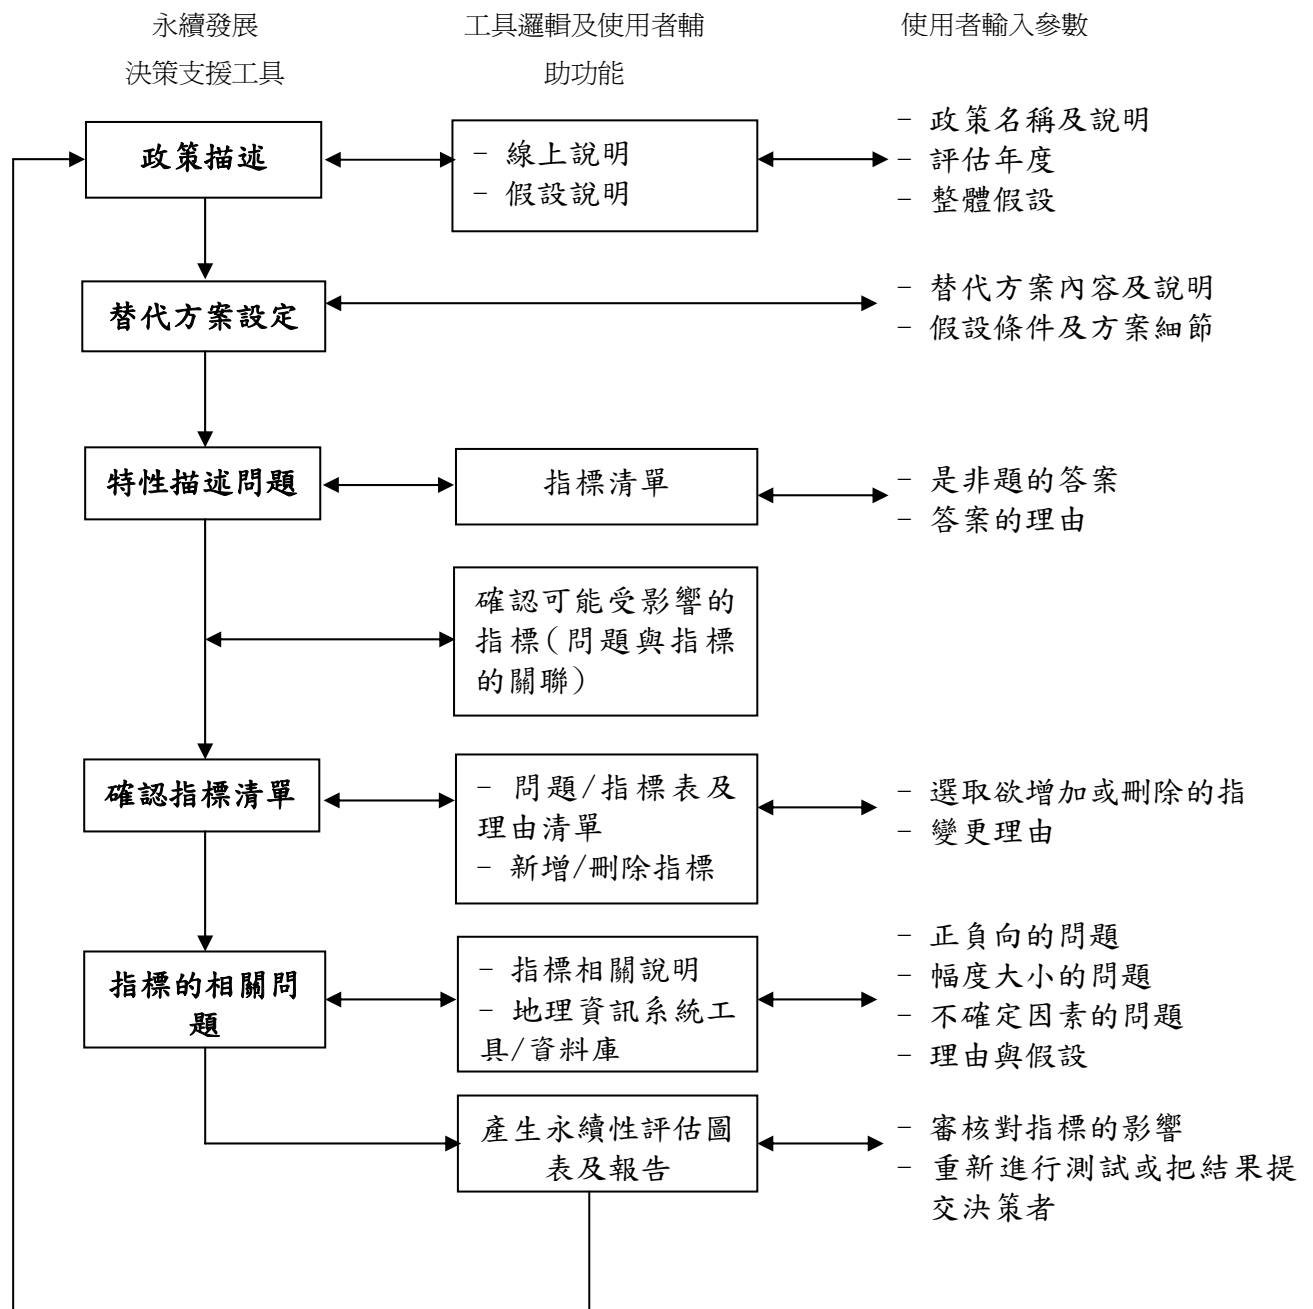 永續發展
決策支援工具
工具邏輯及使用者輔
助功能
使用者輸入參數
政策描述
- 線上說明
- 假設說明
- 政策名稱及說明
- 評估年度
- 整體假設
替代方案設定
- 替代方案內容及說明
- 假設條件及方案細節
特性描述問題
指標清單
- 是非題的答案
- 答案的理由
確認可能受影響的
指標(問題與指標
的關聯)
確認指標清單
- 問題/指標表及
理由清單
- 新增/刪除指標
- 選取欲增加或刪除的指
- 變更理由
指標的相關問
題
- 指標相關說明
- 地理資訊系統工
具/資料庫
- 正負向的問題
- 幅度大小的問題
- 不確定因素的問題
- 理由與假設
產生永續性評估圖
表及報告
- 審核對指標的影響
- 重新進行測試或把結果提
交決策者